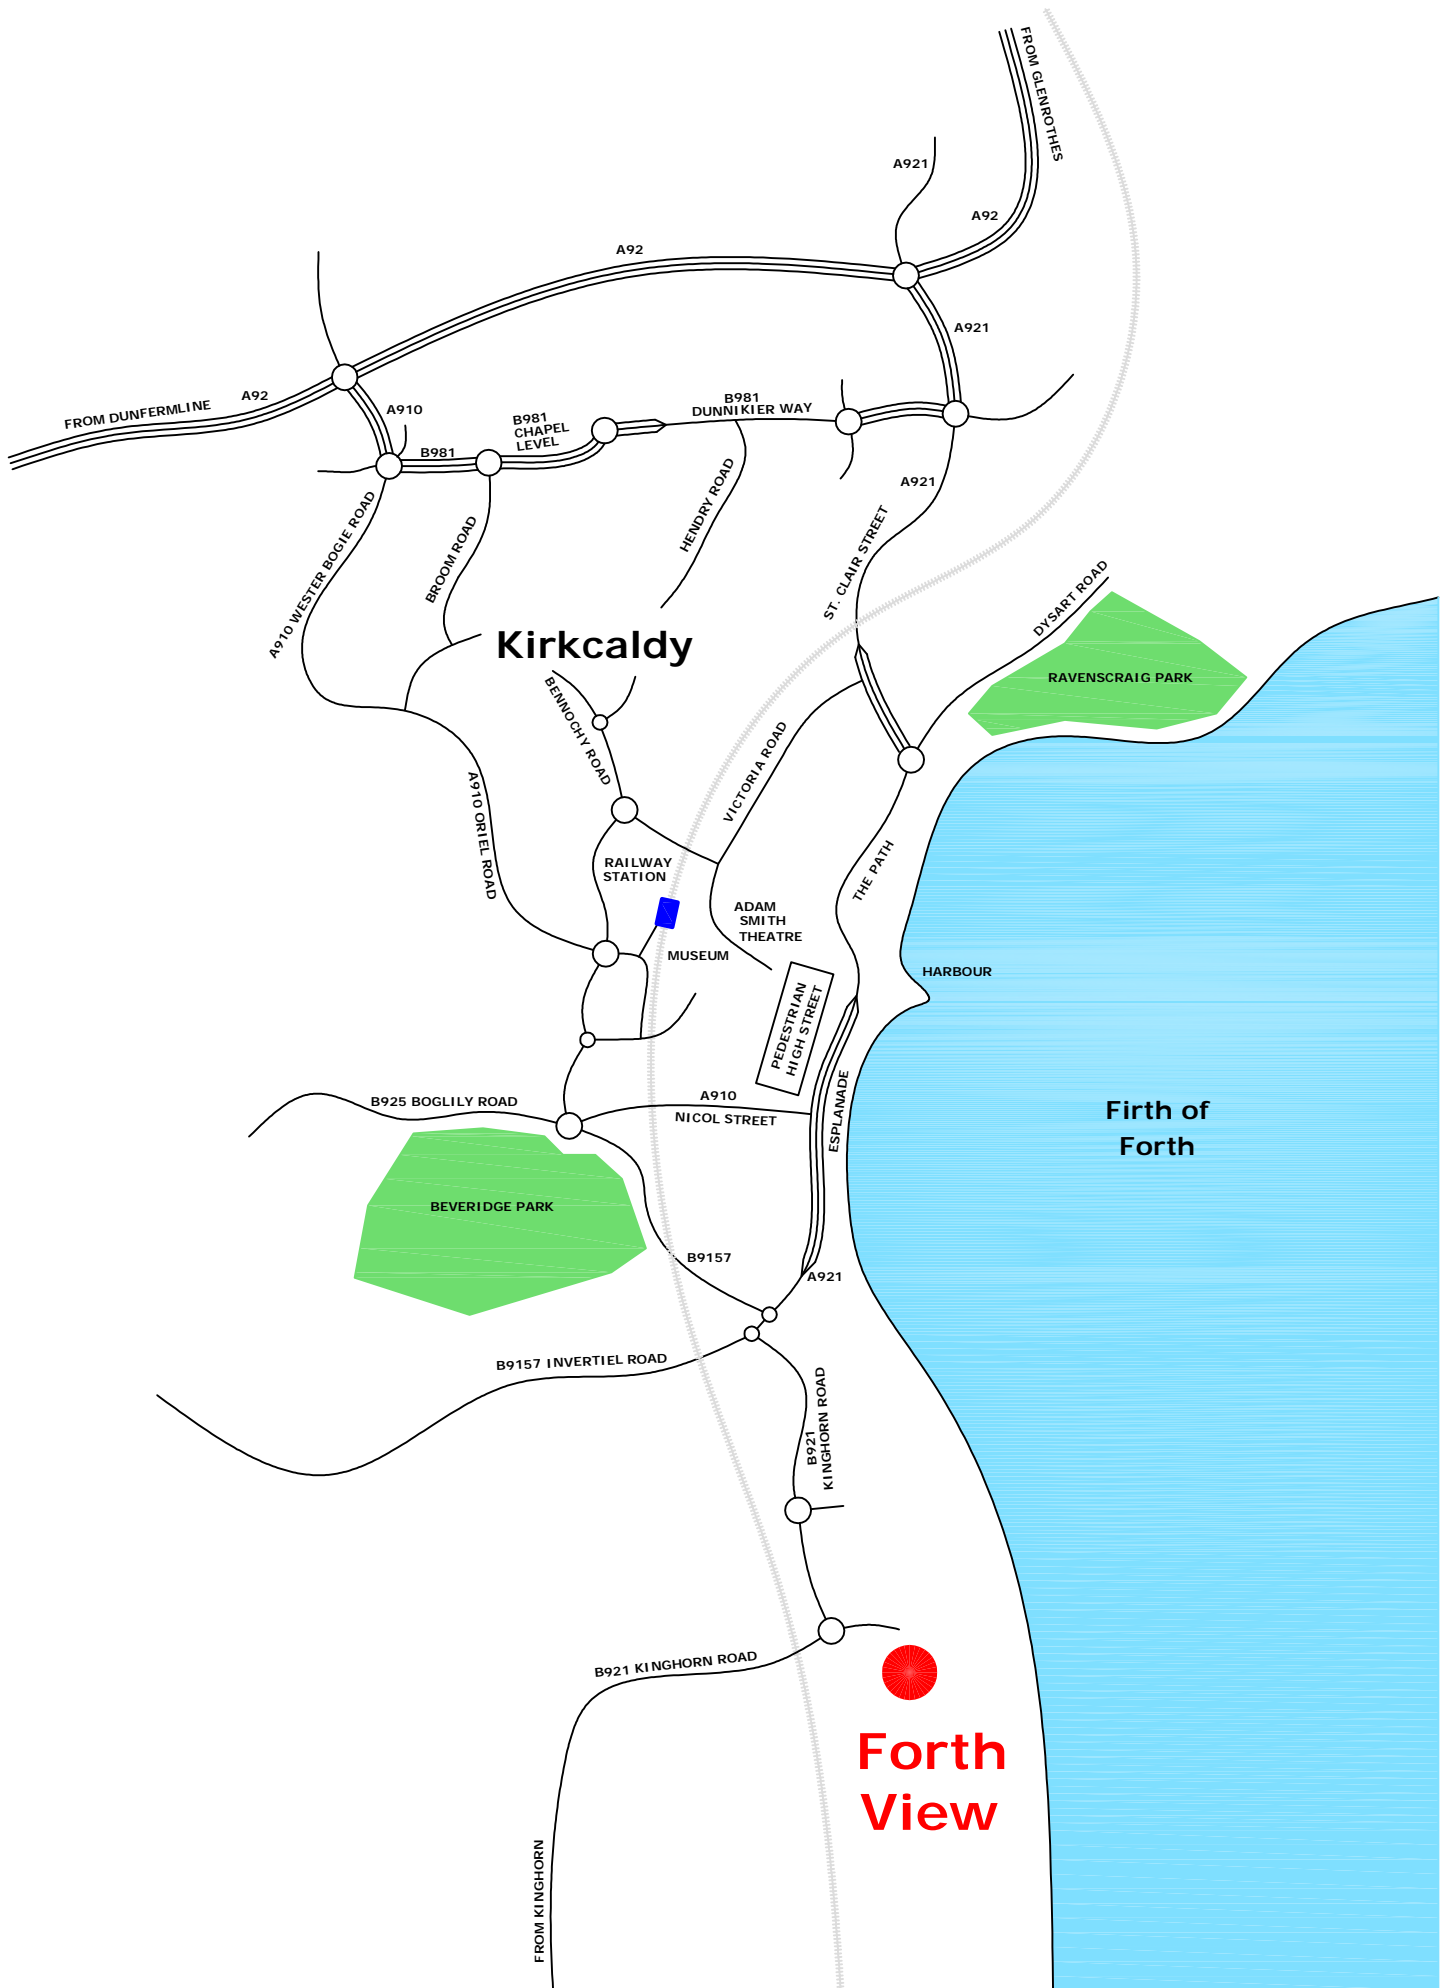 FROM GLENROTHES
A921
A92
A92
A921
A92
FROM DUNFERMLINE
A910
B981
DUNNIKIER WAY
B981
CHAPEL
LEVEL
B981
A921
HENDRY ROAD
A910 WESTER BOGIE ROAD
BROOM ROAD
ST. CLAIR STREET
DYSART ROAD
Kirkcaldy
RAVENSCRAIG PARK
BENNOCHY ROAD
VICTORIA ROAD
A910 ORIEL ROAD
RAILWAY
STATION
THE PATH
ADAM
SMITH
THEATRE
MUSEUM
HARBOUR
PEDESTRIAN
HIGH STREET
B925 BOGLILY ROAD
A910
NICOL STREET
ESPLANADE
Firth of
Forth
BEVERIDGE PARK
B9157
A921
B9157 INVERTIEL ROAD
B921
KINGHORN ROAD
B921 KINGHORN ROAD
Forth
View
FROM KINGHORN